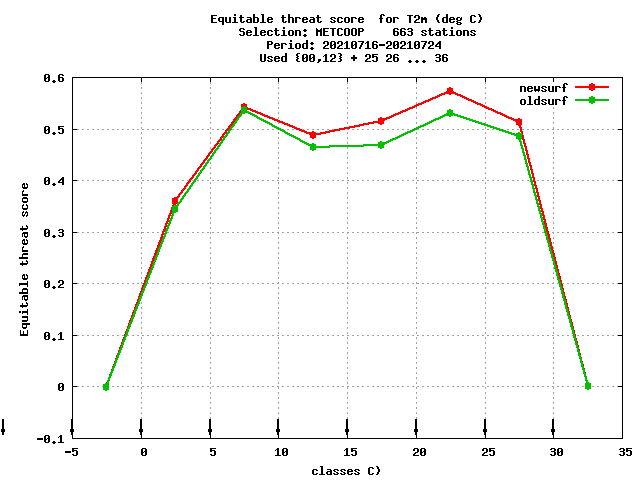 Equitable threat score  for T2m (deg C)
Selection: METCOOP    663 stations
Period: 20210716-20210724
Used {00,12} + 25 26 ... 36
newsurf
oldsurf
Equitable threat score
0.6
0.5
0.4
0.3
0.2
0.1
0
-0.1
-5 0 5 10 15 20 25 30 35
classes C)